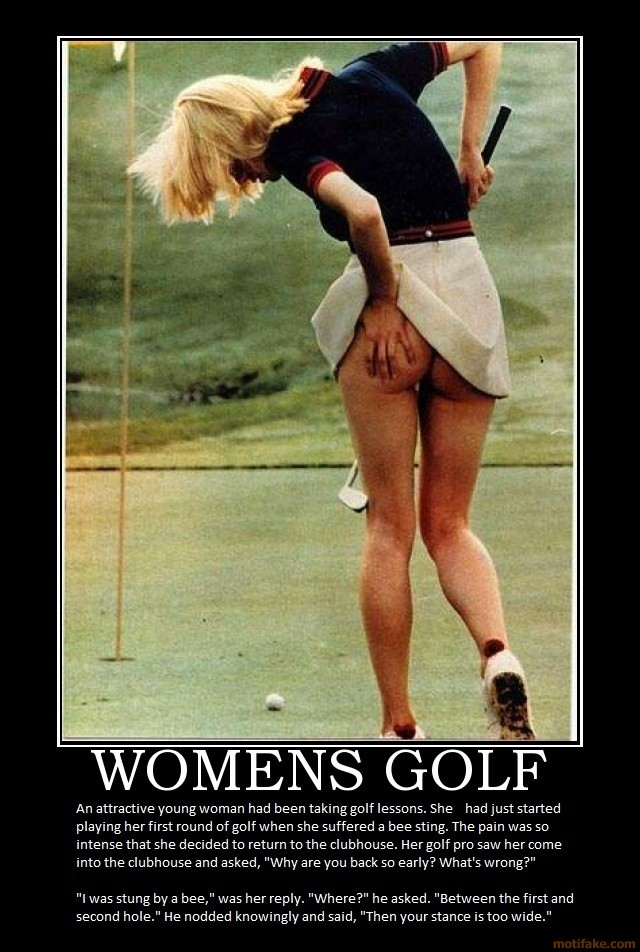 WOMENS GOLF
An attractive young woman had been taking golf lessons. She had just started
playing her first round of golf when she suffered a bee sting. The pain was so
intense that she decided to return to the clubhouse. Her golf pro saw her come
into the clubhouse and asked, "Why are you back so early? What's wrong?"
"I was stung by a bee," was her reply. "Where?" he asked. "Between the first and
second hole." He nodded knowingly and said, "Then your stance is too wide."
motifake.com